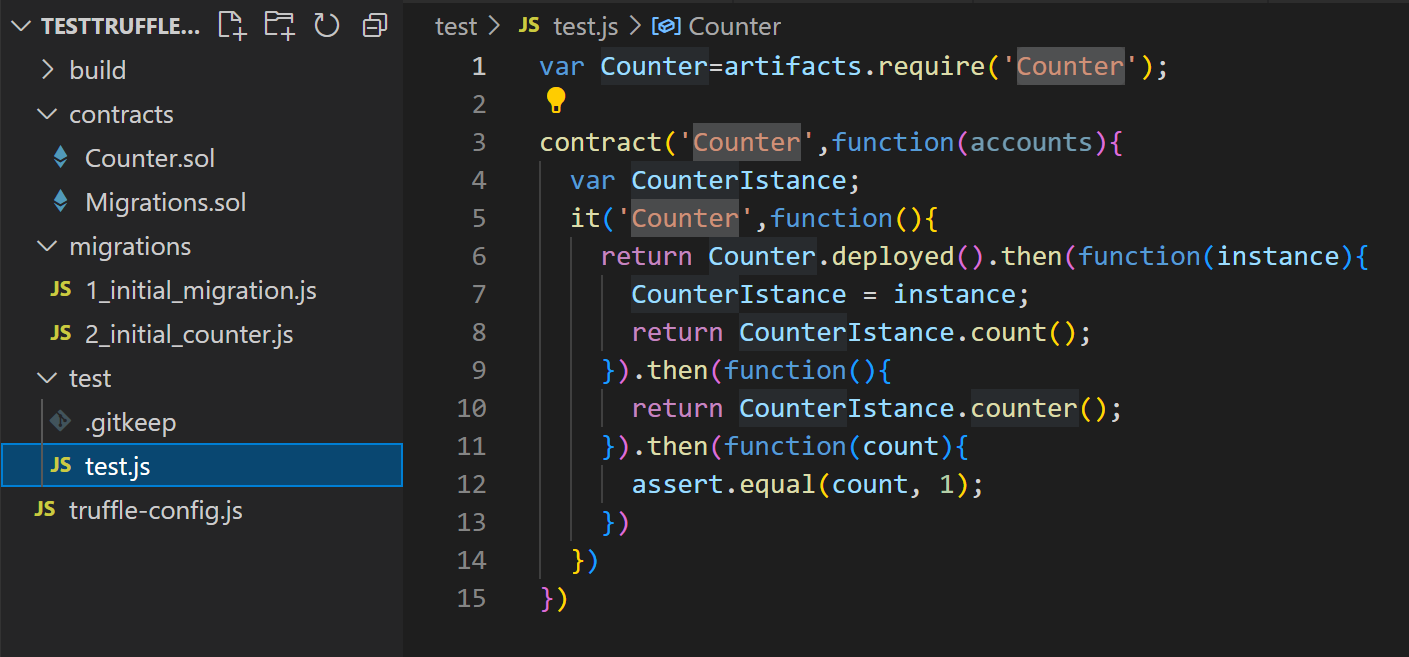 TESTTRUFFLE...
build
contracts
Counter.sol
Migrations.sol
migrations
JS 1_initial_migration.js
JS 2_initial_counter.js
test
.gitkeep
JS test.js
JS truffle-config.js
test > JS test.js > Counter
1 var Counter=artifacts.require('Counter');
2
3 contract('Counter',function(accounts){
4   var CounterIstance;
5   it('Counter',function(){
6     return Counter.deployed().then(function(instance){
7       CounterIstance = instance;
8       return CounterIstance.count();
9     }).then(function(){
10       return CounterIstance.counter();
11     }).then(function(count){
12       assert.equal(count, 1);
13     })
14   })
15 })